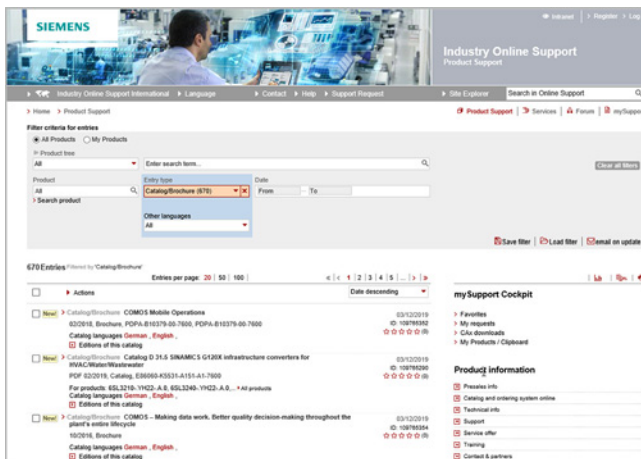 SIEMENS
Intranet > Register > Log
Industry Online Support
Product Support
Industry Online Support International Language Contact Help Support Request Site Explorer Search in Online Support
> Home > Product Support
Product Support Services Forum mySuppo
Filter criteria for entries
All Products My Products
Product tree
All Enter search term... Clear all filters
Product Entry type Date
All Catalog/Brochure (670) From To
> Search product
Other languages
All
Save filter Load filter email on update
670 Entries Filtered by 'Catalog/Brochure'
Entries per page: 20 | 50 | 100 | 1 | 2 | 3 | 4 | 5 | ... |
Actions Date descending
New! > Catalog/Brochure COMOS Mobile Operations 03/12/2019
02/2018, Brochure, PDPA-B10379-00-7600, PDPA-B10379-00-7600
Catalog languages German , English ,
Editions of this catalog
New! > Catalog/Brochure Catalog D 31.5 SINAMICS G120X infrastructure converters for
HVAC/Water/Wastewater
03/12/2019
PDF 02/2019, Catalog, E86060-K5531-A151-A1-7600
For products: All products
Catalog languages German , English ,
Editions of this catalog
New! > Catalog/Brochure COMOS – Making data work. Better quality decision-making throughout the
plant's entire lifecycle
03/12/2019
10/2016, Brochure
Catalog languages German , English ,
Editions of this catalog
mySupport Cockpit
> Favorites
> My requests
> CAx downloads
> My Products / Clipboard
Product information
Presales info
Catalog and ordering system online
Technical info
Support
Service offer
Training
Contact & partners